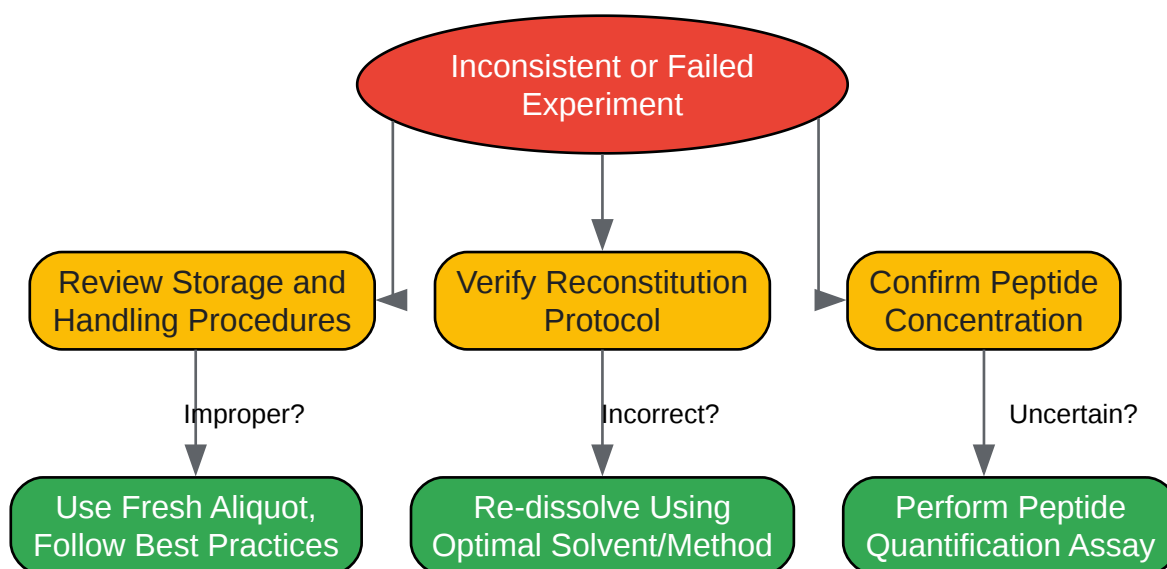 Inconsistent or Failed
Experiment
Review Storage and
Handling Procedures
Verify Reconstitution
Protocol
Confirm Peptide
Concentration
Improper?
Incorrect?
Uncertain?
Use Fresh Aliquot,
Follow Best Practices
Re-dissolve Using
Optimal Solvent/Method
Perform Peptide
Quantification Assay